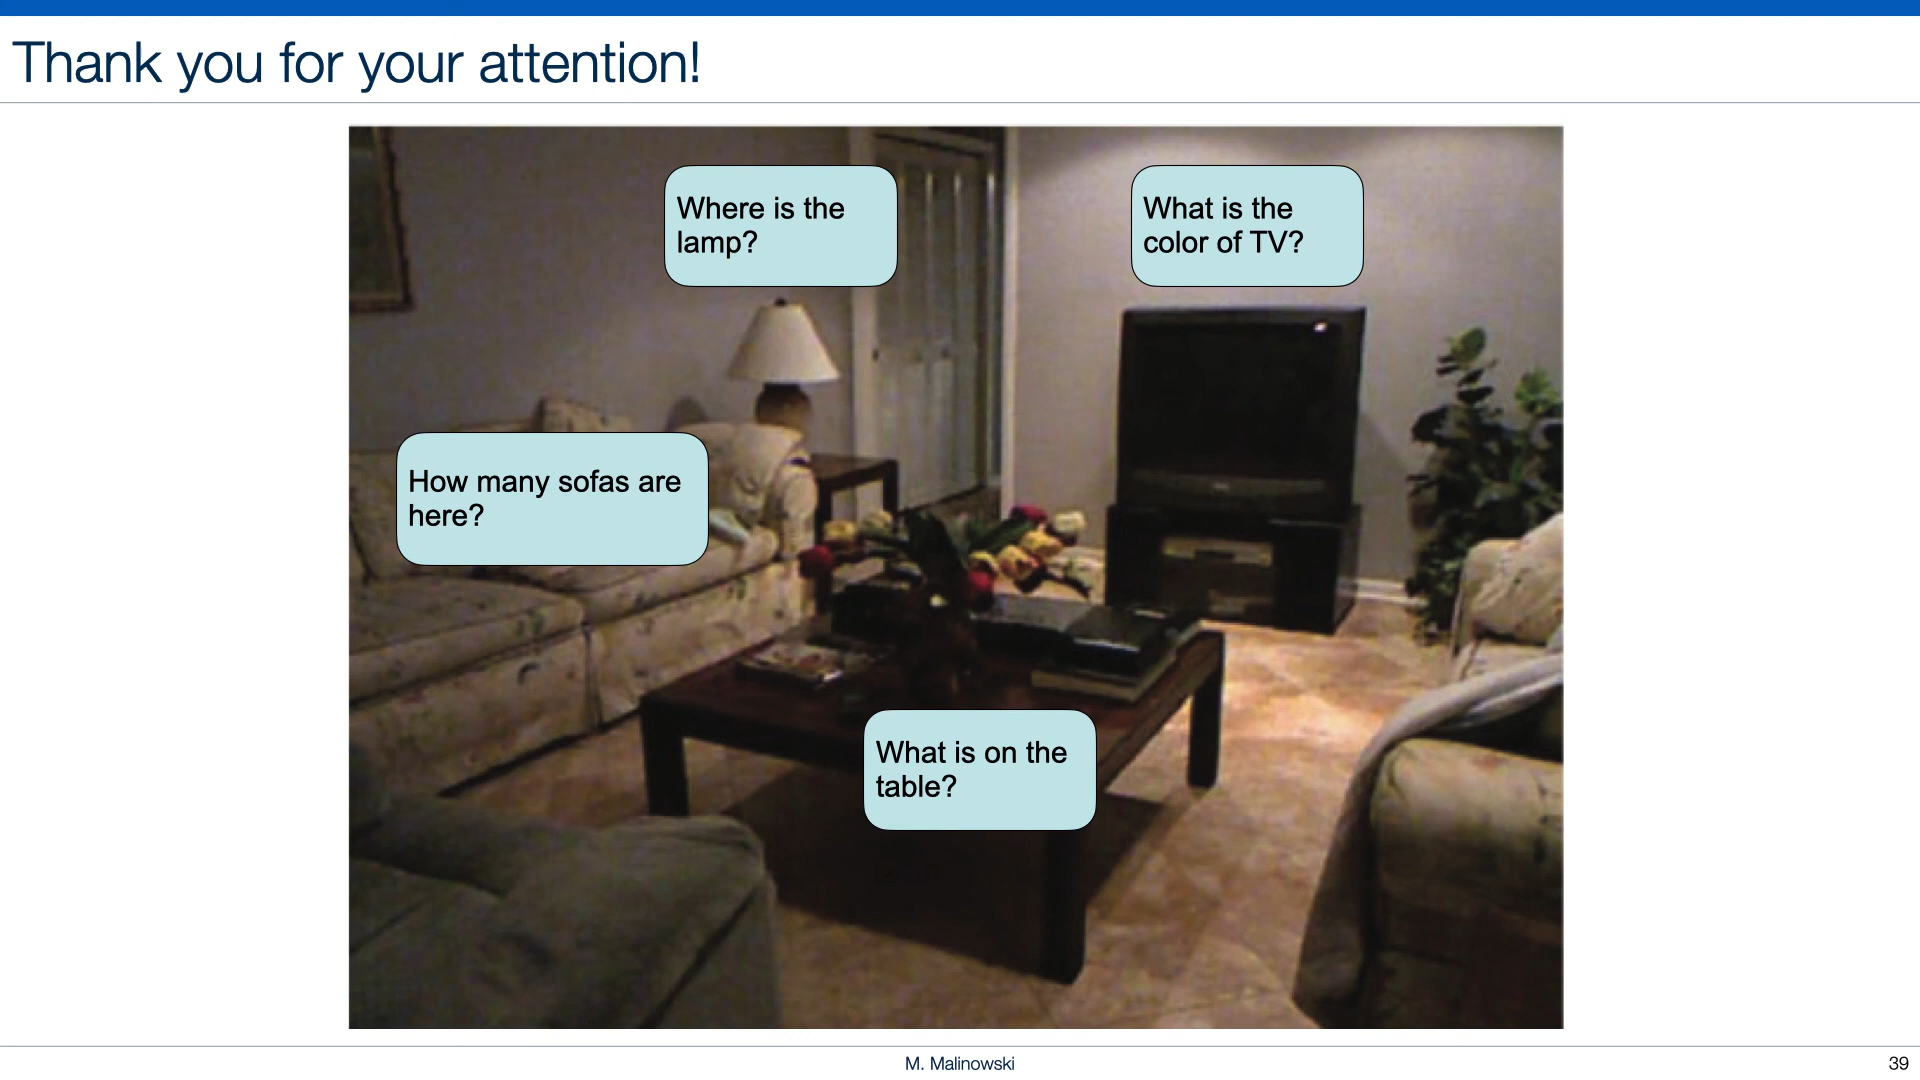 Thank you for your attention!
Where is the
lamp?
What is the
color of TV?
How many sofas are
here?
What is on the
table?
M. Malinowski
39